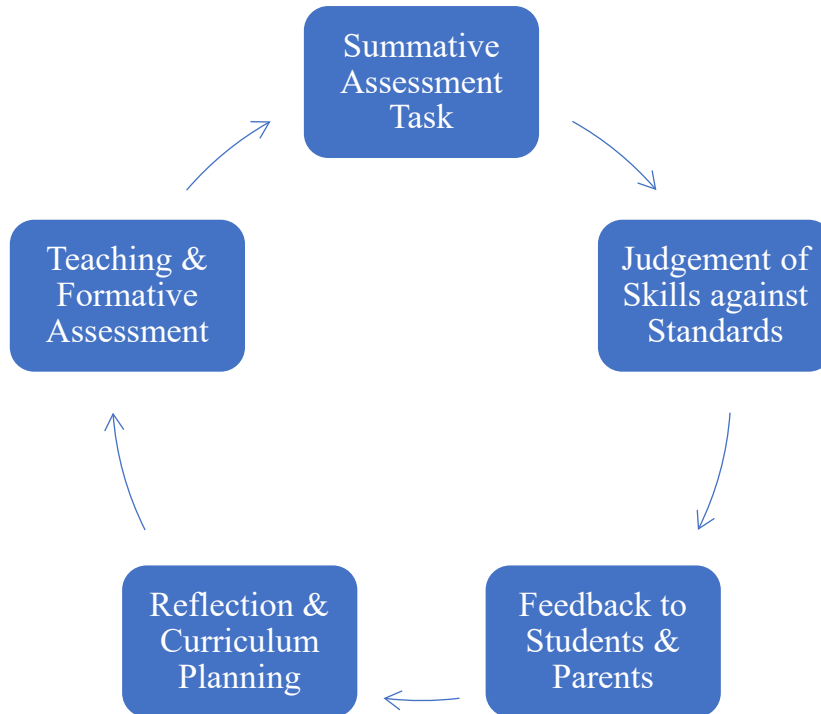 Summative
Assessment
Task
Judgement of
Skills against
Standards
Feedback to
Students &
Parents
Reflection &
Curriculum
Planning
Teaching &
Formative
Assessment